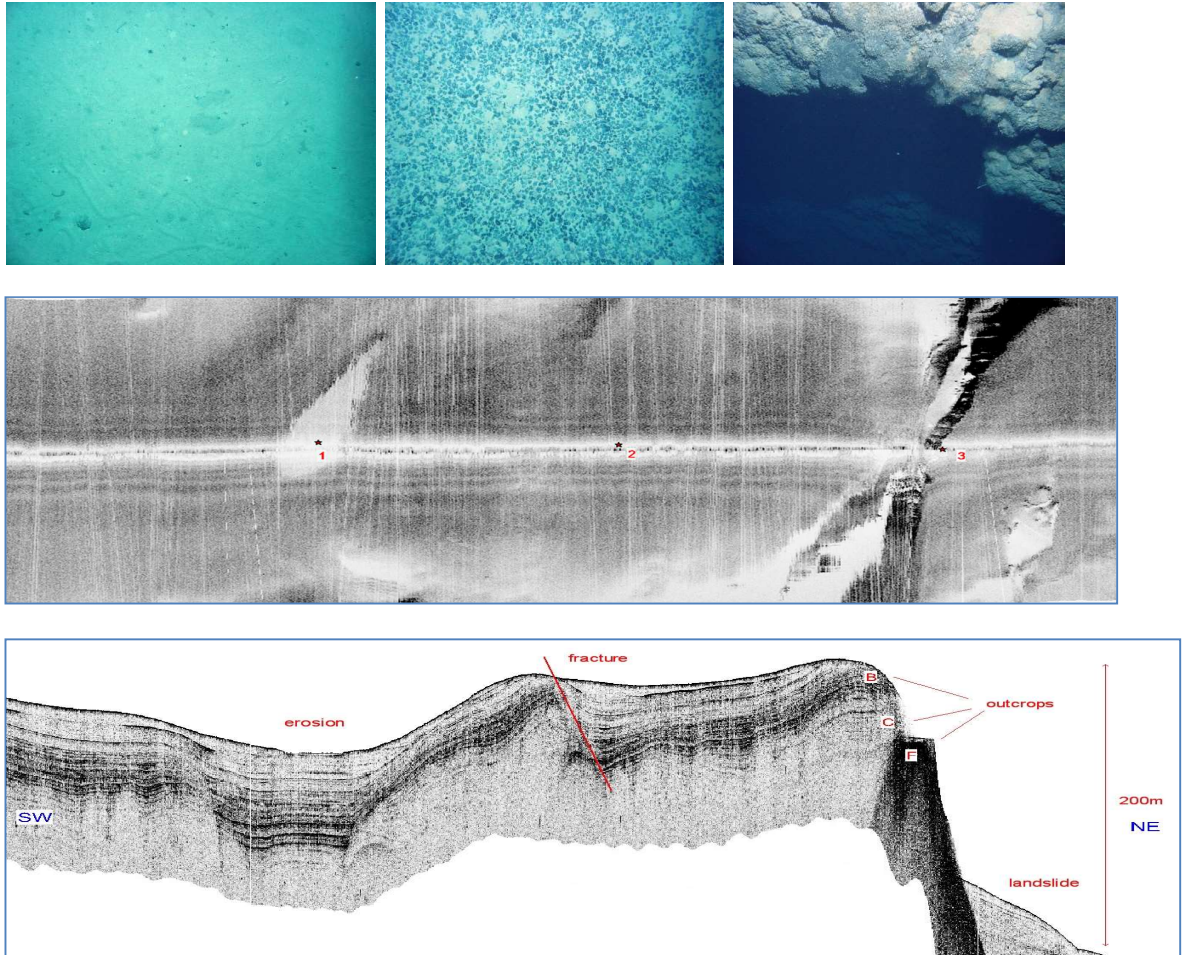 1
2
3
fracture
B
outcrops
erosion
C
F
200m
SW
NE
landslide